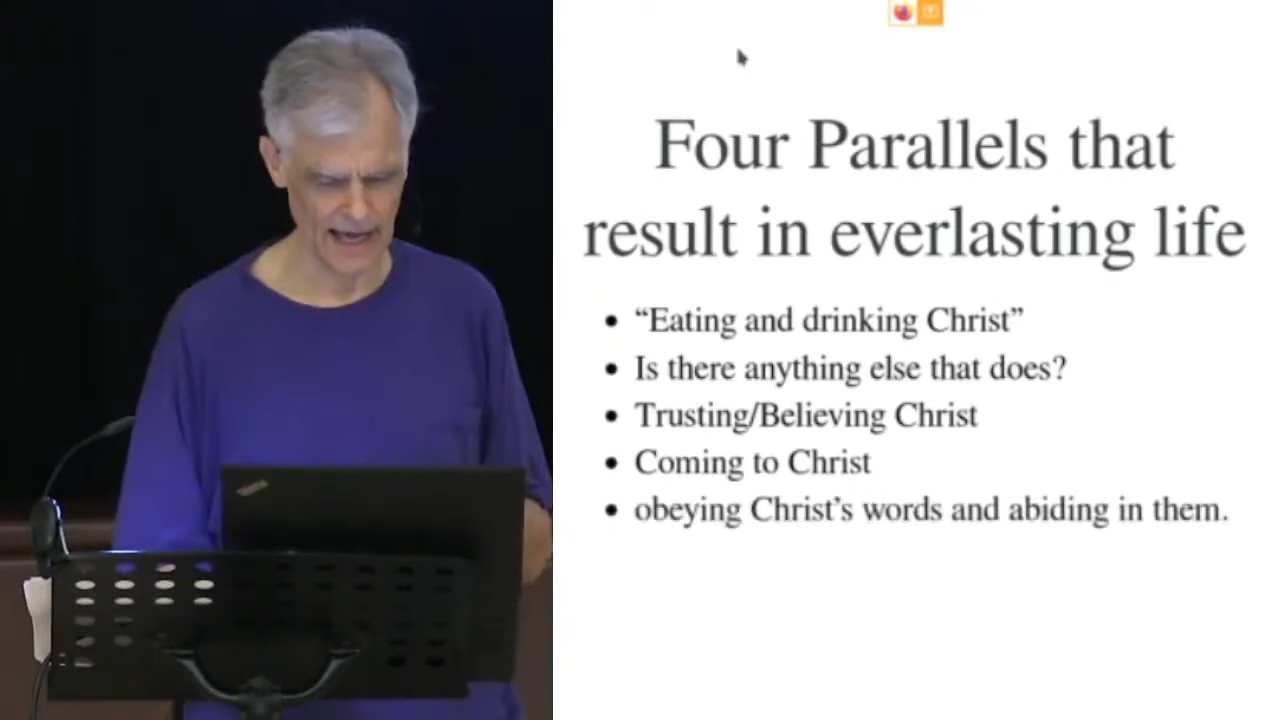 Four Parallels that
result in everlasting life
• “Eating and drinking Christ”
• Is there anything else that does?
• Trusting/Believing Christ
• Coming to Christ
• obeying Christ’s words and abiding in them.